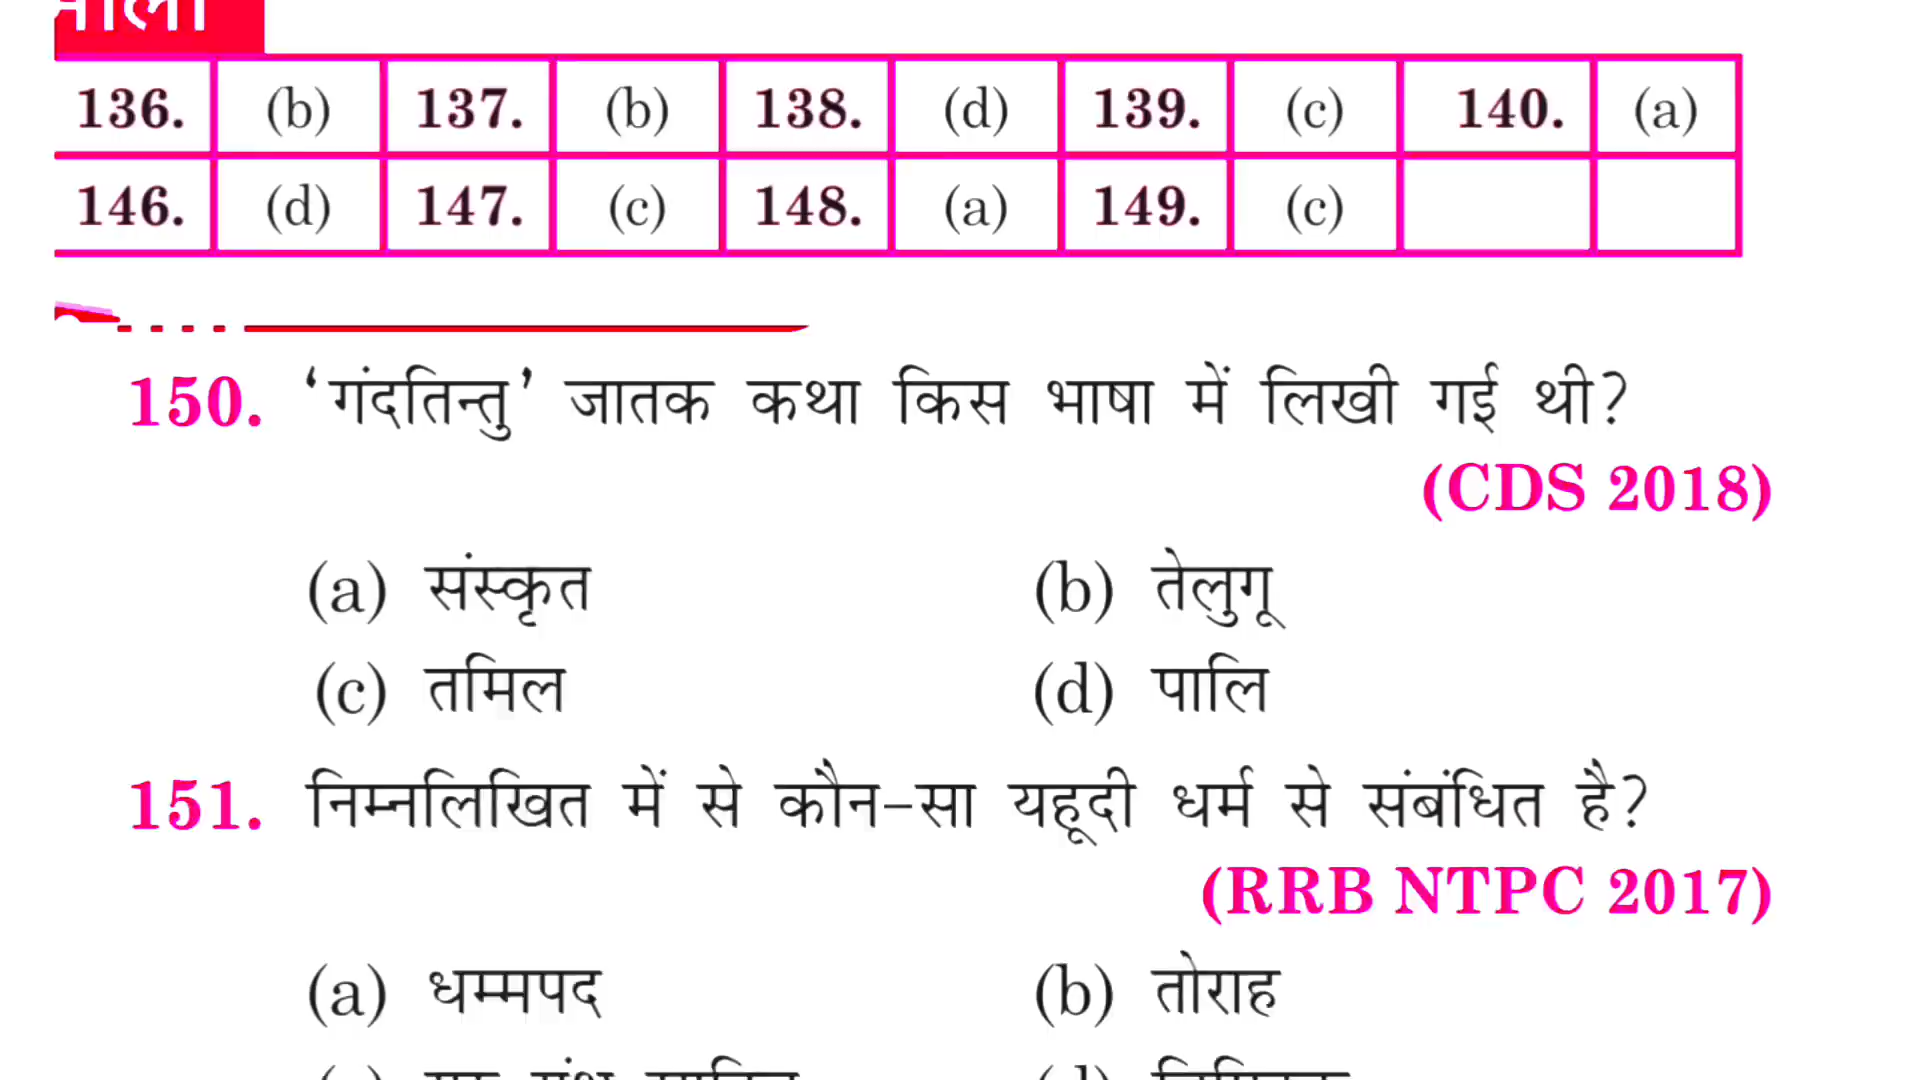 136. (b) 137. (b) 138. (d) 139. (c) 140. (a)
146. (d) 147. (c) 148. (a) 149. (c)
150. ‘गंदतिन्तु’ जातक कथा किस भाषा में लिखी गई थी?
(CDS 2018)
(a) संस्कृत (b) तेलुगू
(c) तमिल (d) पालि
151. निम्नलिखित में से कौन-सा यहूदी धर्म से संबंधित है?
(RRB NTPC 2017)
(a) धम्मपद (b) तोराह